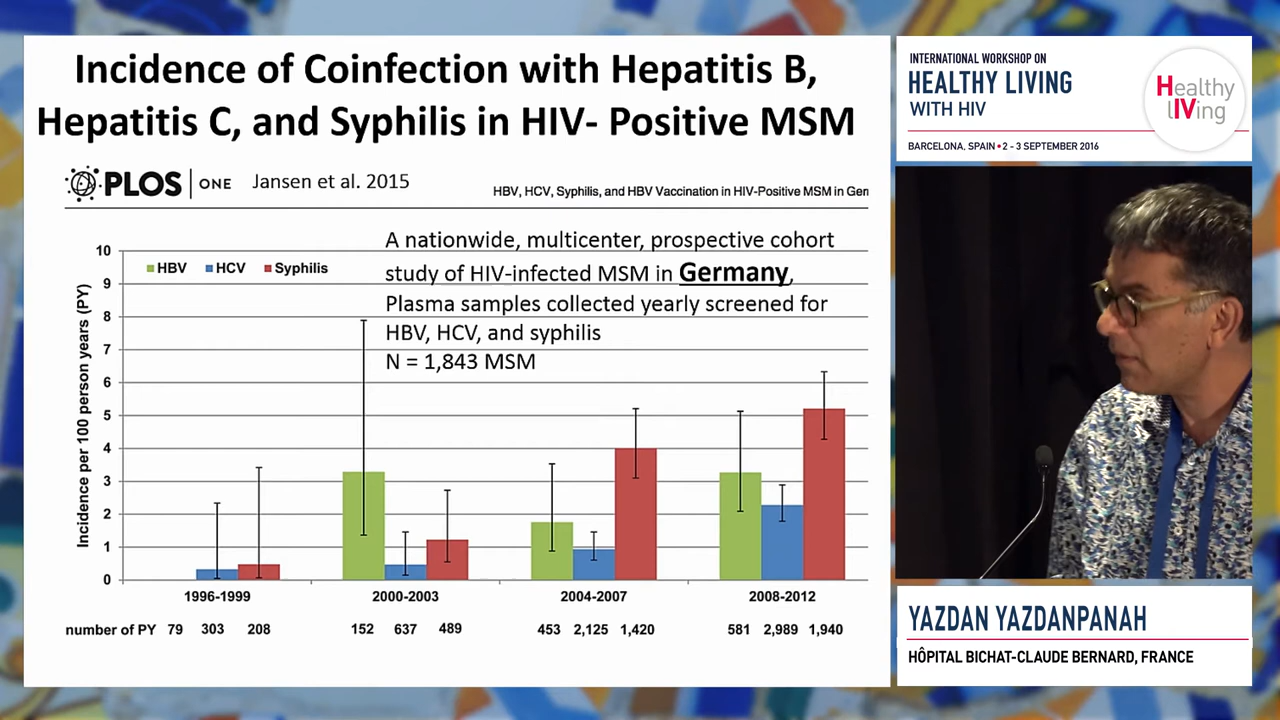 Incidence of Coinfection with Hepatitis B,
Hepatitis C, and Syphilis in HIV- Positive MSM
PLOS ONE Jansen et al. 2015
HBV, HCV, Syphilis, and HBV Vaccination in HIV-Positive MSM in Ger
A nationwide, multicenter, prospective cohort
study of HIV-infected MSM in Germany,
Plasma samples collected yearly screened for
HBV, HCV, and syphilis
N = 1,843 MSM
HBV HCV Syphilis
Incidence per 100 person years (PY)
10
9
8
7
6
5
4
3
2
1
0
1996-1999 2000-2003 2004-2007 2008-2012
number of PY 79 303 208 152 637 489 453 2,125 1,420 581 2,989 1,940
INTERNATIONAL WORKSHOP ON
HEALTHY LIVING
WITH HIV
BARCELONA, SPAIN • 2 - 3 SEPTEMBER 2016
Healthy
lIVing
YAZDAN YAZDANPANAH
HÔPITAL BICHAT-CLAUDE BERNARD, FRANCE